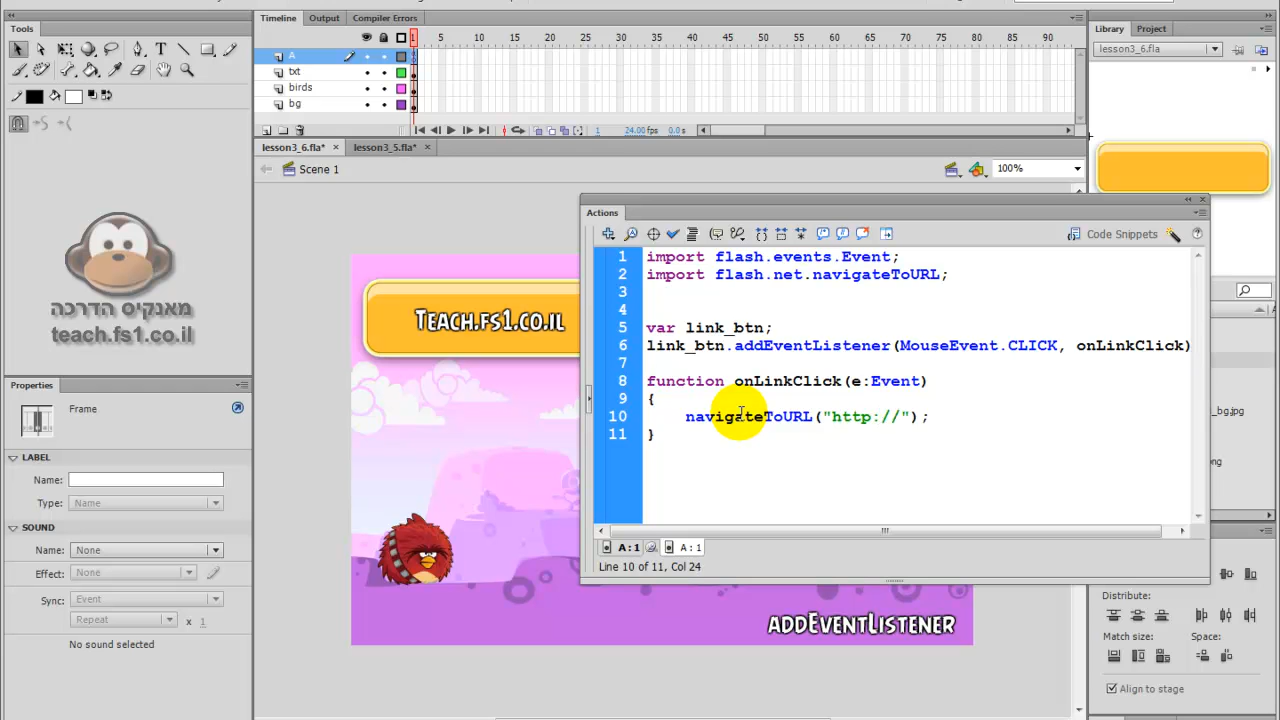 Tools
Timeline
Output
Compiler Errors
Library
Project
lesson3_6.fla
1
5
10
15
20
25
30
35
40
45
50
55
60
65
70
75
80
85
90
A
txt
birds
bg
1
24.00 fps
0.0 s
lesson3_6.fla*
lesson3_5.fla*
Scene 1
100%
Actions
Code Snippets
1 import flash.events.Event;
2 import flash.net.navigateToURL;
3
4
5 var link_btn;
6 link_btn.addEventListener(MouseEvent.CLICK, onLinkClick)
7
8 function onLinkClick(e:Event)
9 {
10 navigateToURL("http://");
11 }
A : 1
A : 1
Line 10 of 11, Col 24
מאנקיס הדרכה
teach.fs1.co.il
Teach.fs1.co.il
addEventListener
Properties
Frame
LABEL
Name:
Type: Name
SOUND
Name: None
Effect: None
Sync: Event
Repeat x 1
No sound selected
_bg.jpg
Distribute:
Match size:
Space:
Align to stage